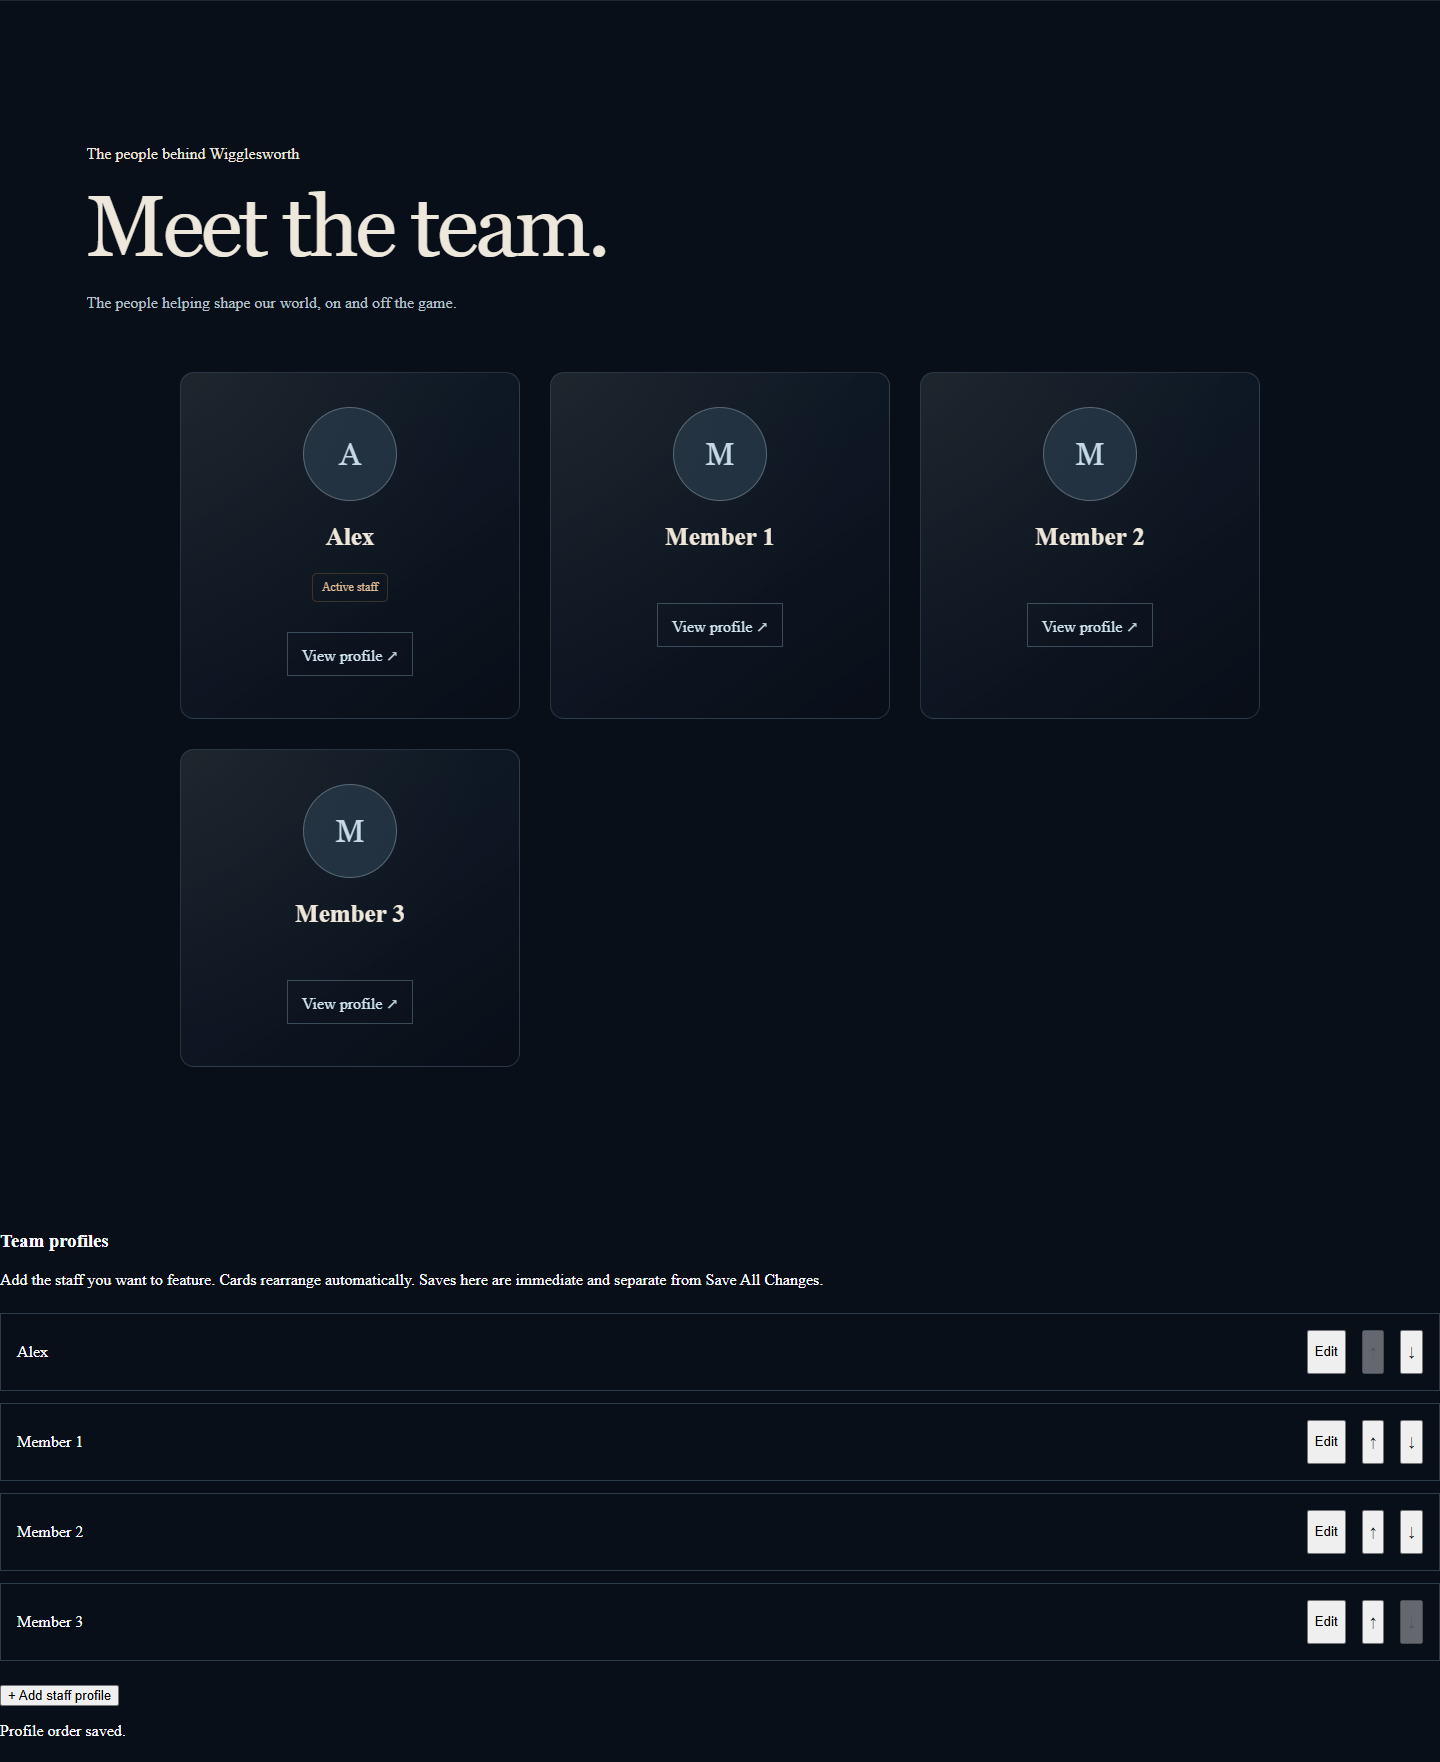 The people behind Wigglesworth
Meet the team.
The people helping shape our world, on and off the game.
A
Alex
Active staff
View profile ↗
M
Member 1
View profile ↗
M
Member 2
View profile ↗
M
Member 3
View profile ↗
Team profiles
Add the staff you want to feature. Cards rearrange automatically. Saves here are immediate and separate from Save All Changes.
Alex Edit ↑ ↓
Member 1 Edit ↑ ↓
Member 2 Edit ↑ ↓
Member 3 Edit ↑ ↓
+ Add staff profile
Profile order saved.